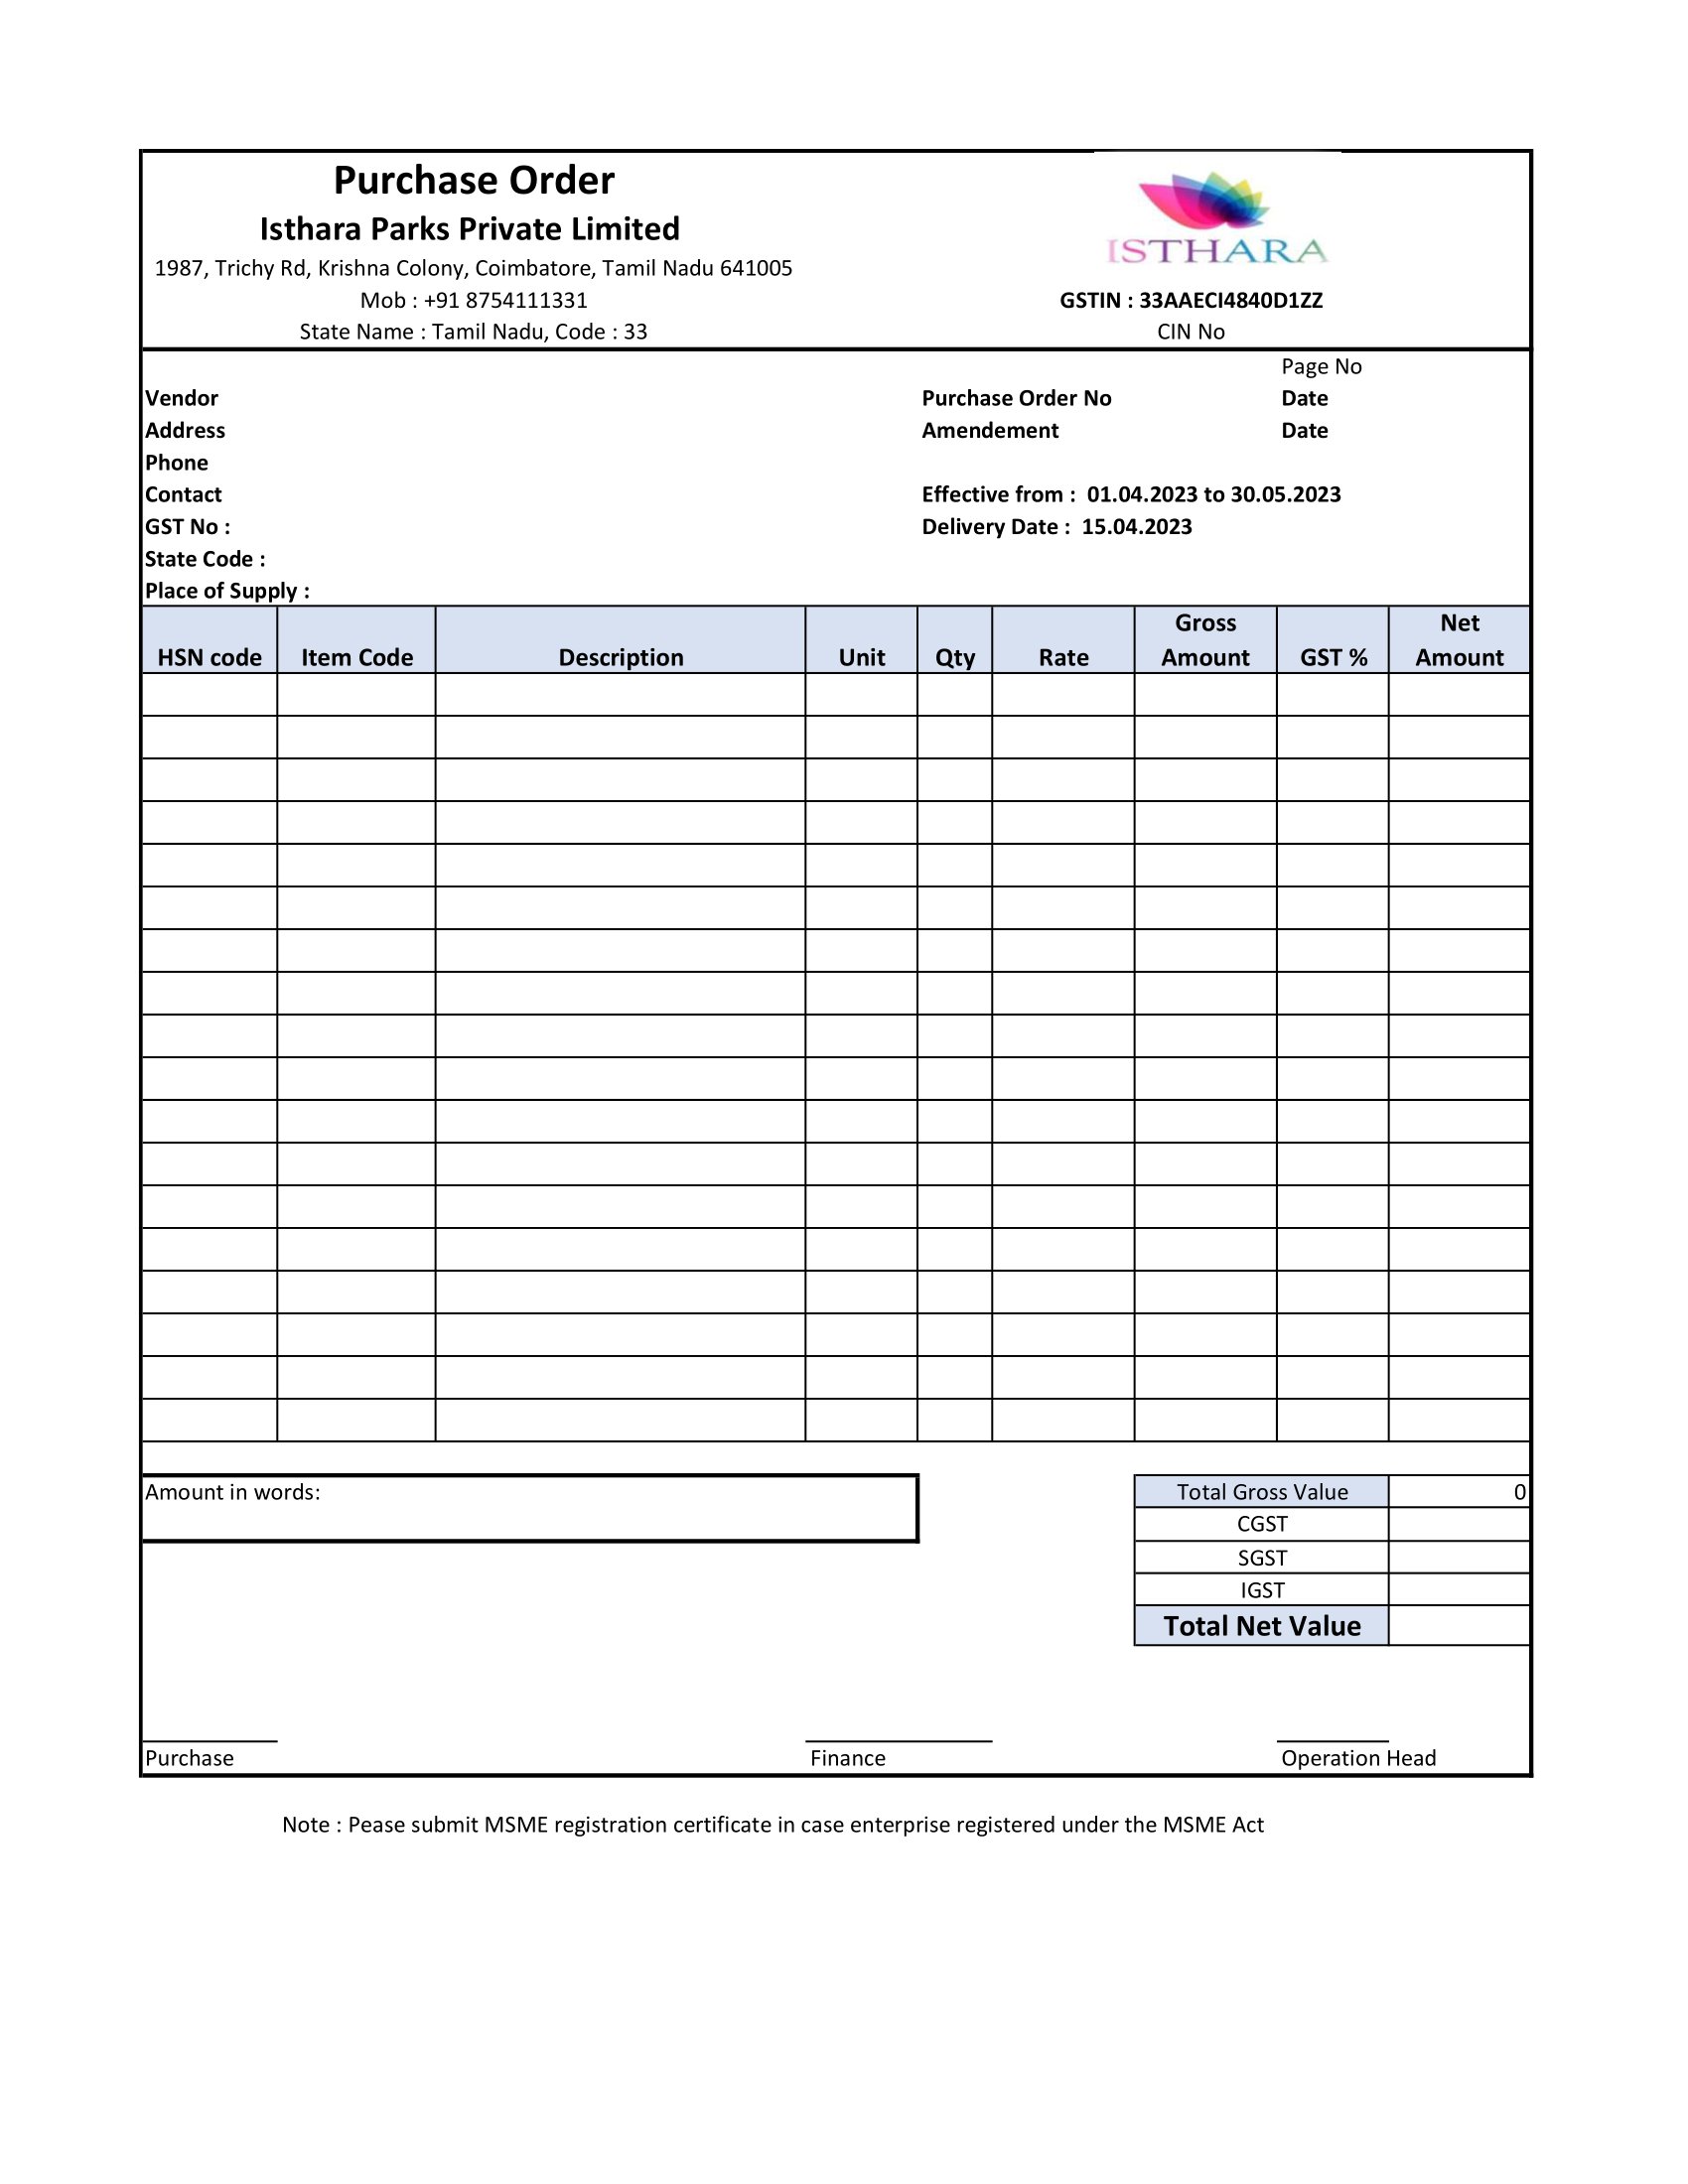 Purchase Order
Isthara Parks Private Limited
1987, Trichy Rd, Krishna Colony, Coimbatore, Tamil Nadu 641005
Mob : +91 8754111331
State Name : Tamil Nadu, Code : 33
ISTHARA
GSTIN : 33AAECI4840D1ZZ
CIN No
Page No
Vendor Purchase Order No Date
Address Amendement Date
Phone
Contact Effective from : 01.04.2023 to 30.05.2023
GST No : Delivery Date : 15.04.2023
State Code :
Place of Supply :
HSN code Item Code Description Unit Qty Rate Gross Amount GST % Net Amount
Amount in words:
Total Gross Value 0
CGST
SGST
IGST
Total Net Value
Purchase Finance Operation Head
Note : Pease submit MSME registration certificate in case enterprise registered under the MSME Act